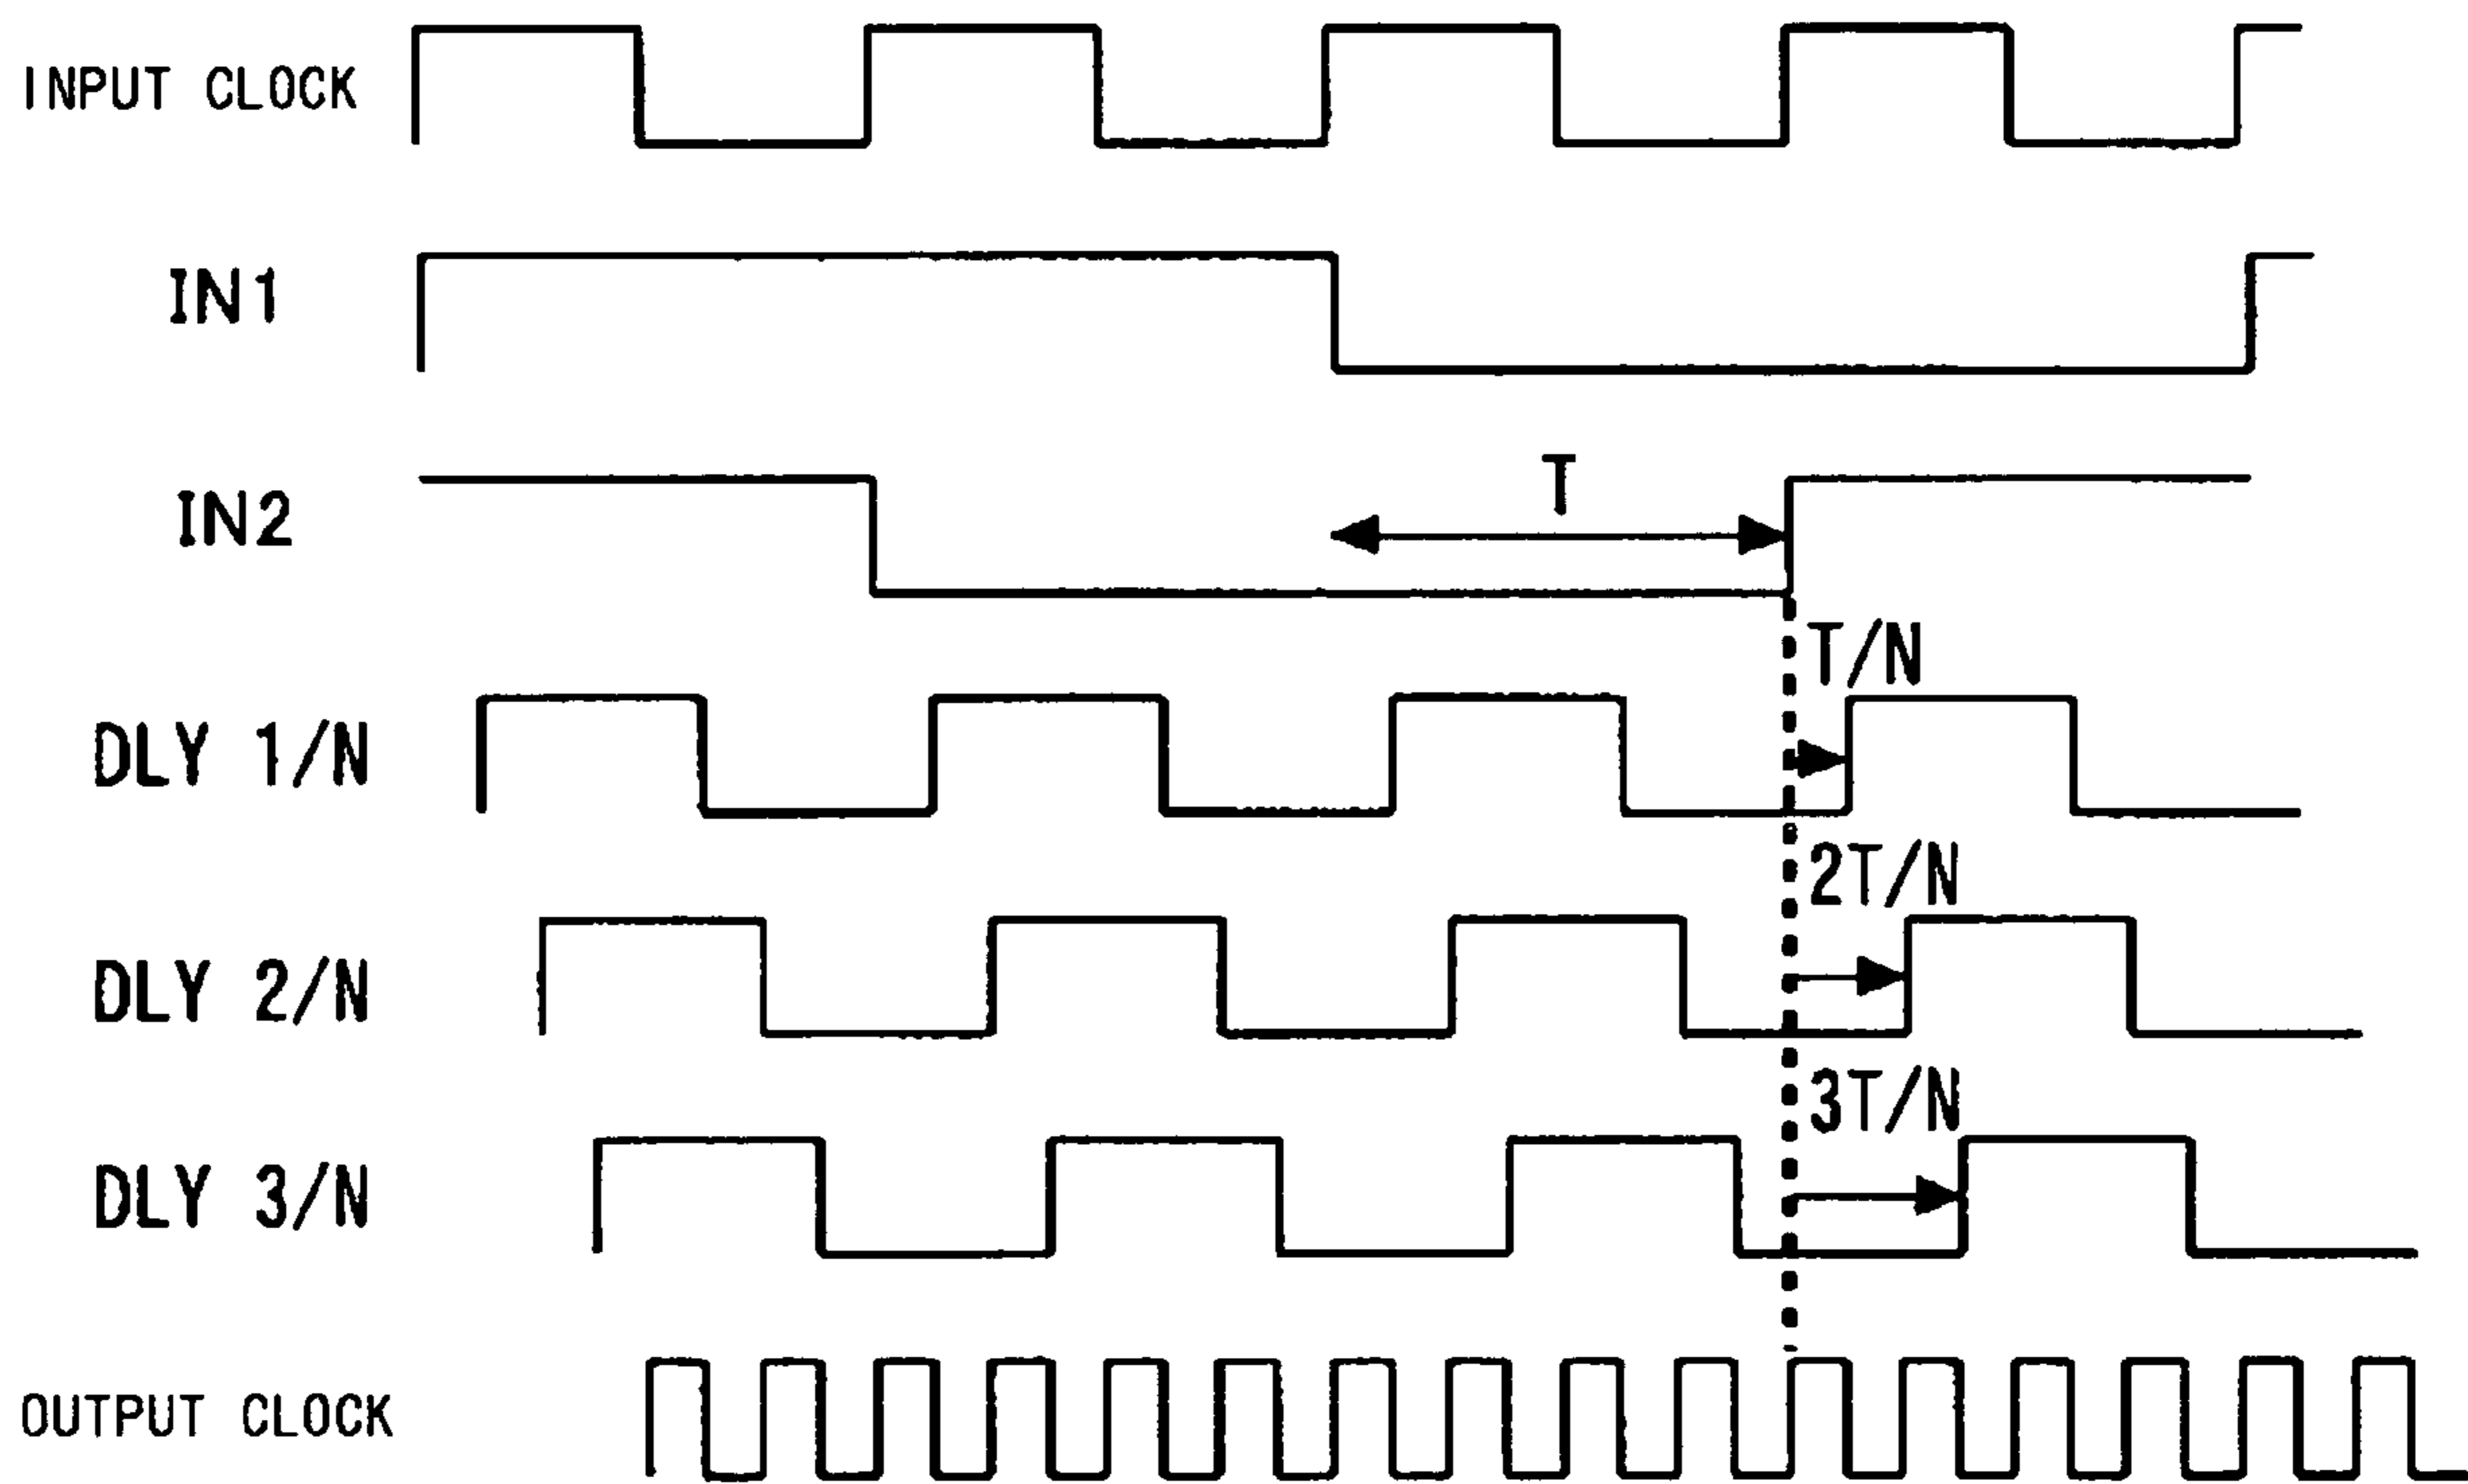 INPUT CLOCK
IN1
IN2
T
T/N
DLY 1/N
2T/N
DLY 2/N
3T/N
DLY 3/N
OUTPUT CLOCK